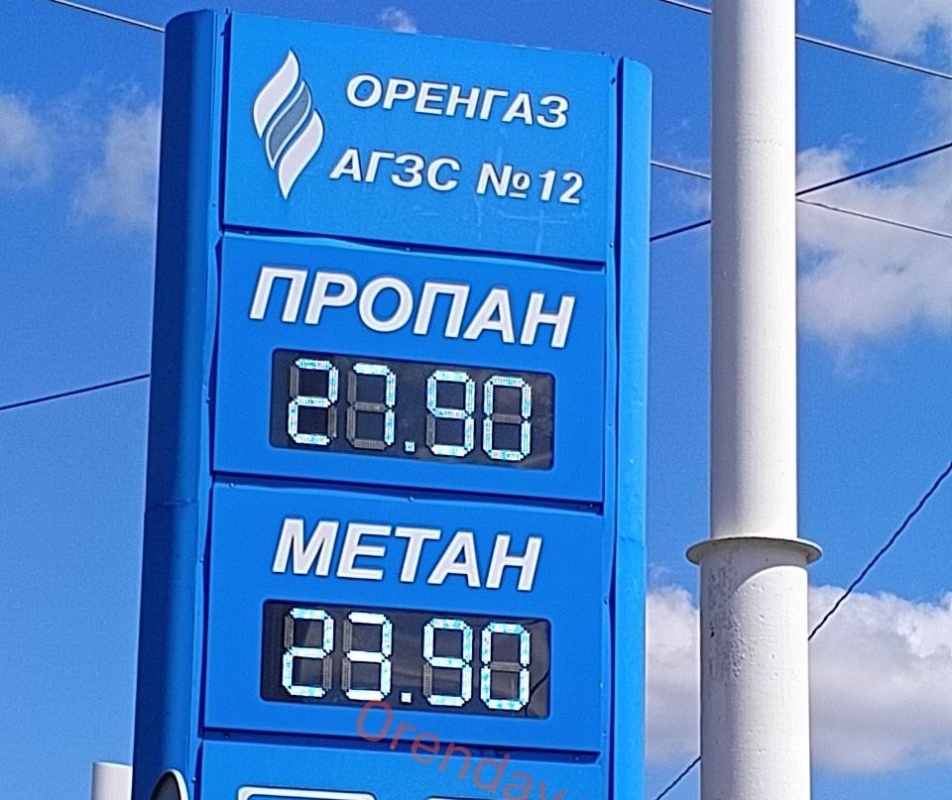 ОРЕНГАЗ
АГЗС №12
ПРОПАН
27.90
МЕТАН
23.90
Orenday